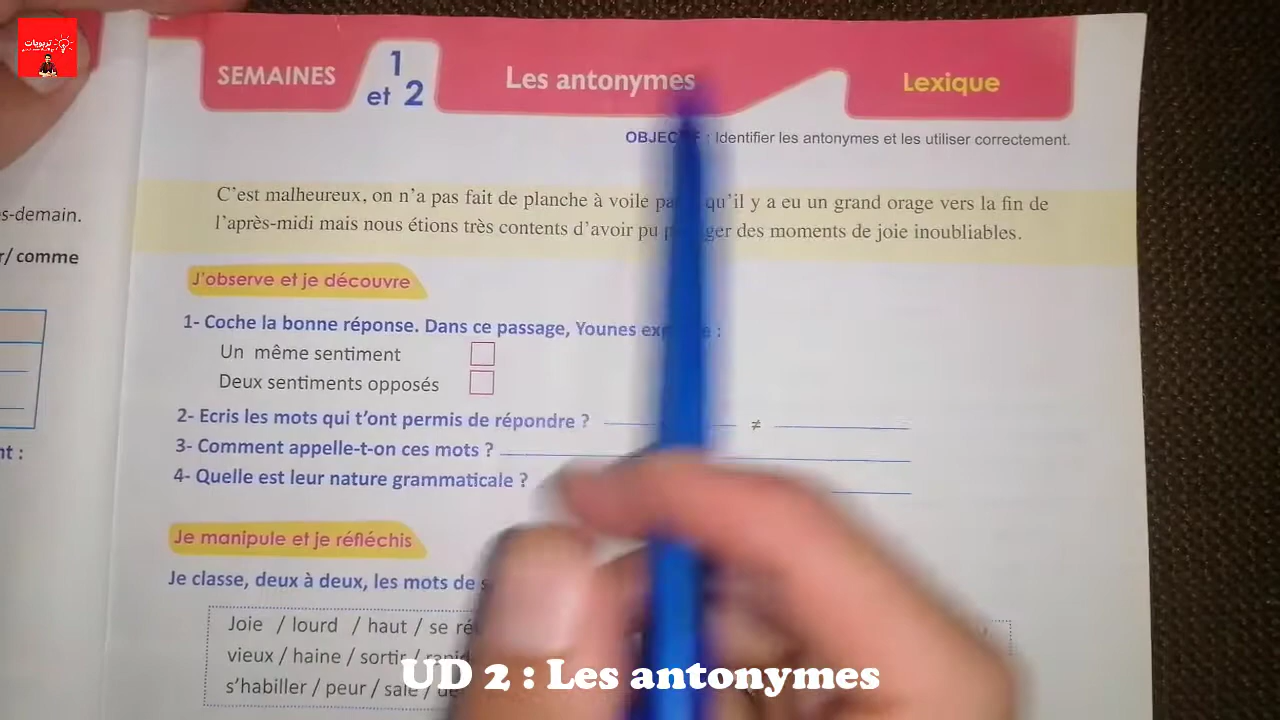 تربويات
SEMAINES
1
et 2
Les antonymes
Lexique
: Identifier les antonymes et les utiliser correctement.
C'est malheureux, on n'a pas fait de planche à voile qu'il y a eu un grand orage vers la fin de
l'après-midi mais nous étions très contents d'avoir pu des moments de joie inoubliables.
s-demain.
r/ comme
J'observe et je découvre
1- Coche la bonne réponse. Dans ce passage, Younes :
Un même sentiment
Deux sentiments opposés
2- Ecris les mots qui t'ont permis de répondre ? ≠
nt :
3- Comment appelle-t-on ces mots ?
4- Quelle est leur nature grammaticale ?
Je manipule et je réfléchis
Je classe, deux à deux, les mots de
Joie / lourd / haut / se
vieux / haine / sortir /
s'habiller / peur / sale /
UD 2 : Les antonymes